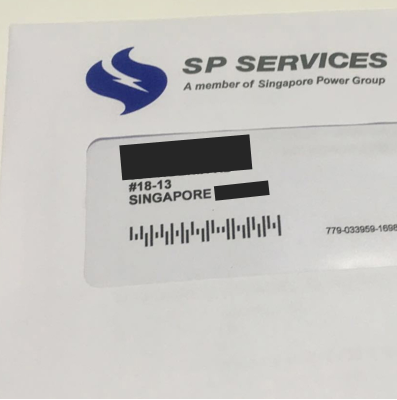 SP SERVICES
A member of Singapore Power Group
#18-13
SINGAPORE
779-033959-1698